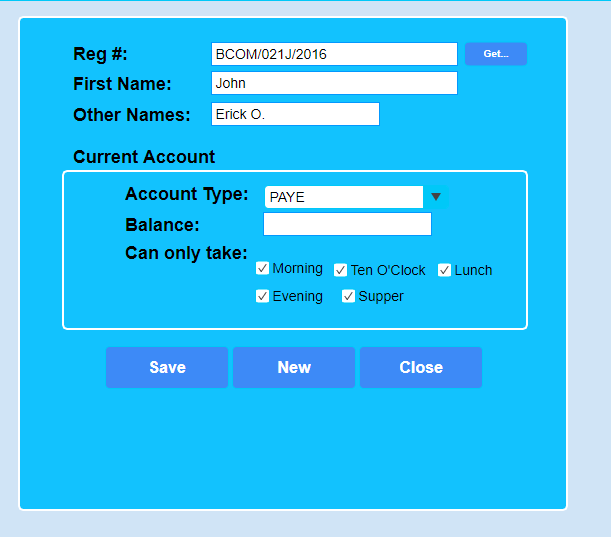 Reg #: BCOM/021J/2016 Get...
First Name: John
Other Names: Erick O.
Current Account
Account Type: PAYE
Balance:
Can only take:
Morning Ten O'Clock Lunch
Evening Supper
Save New Close